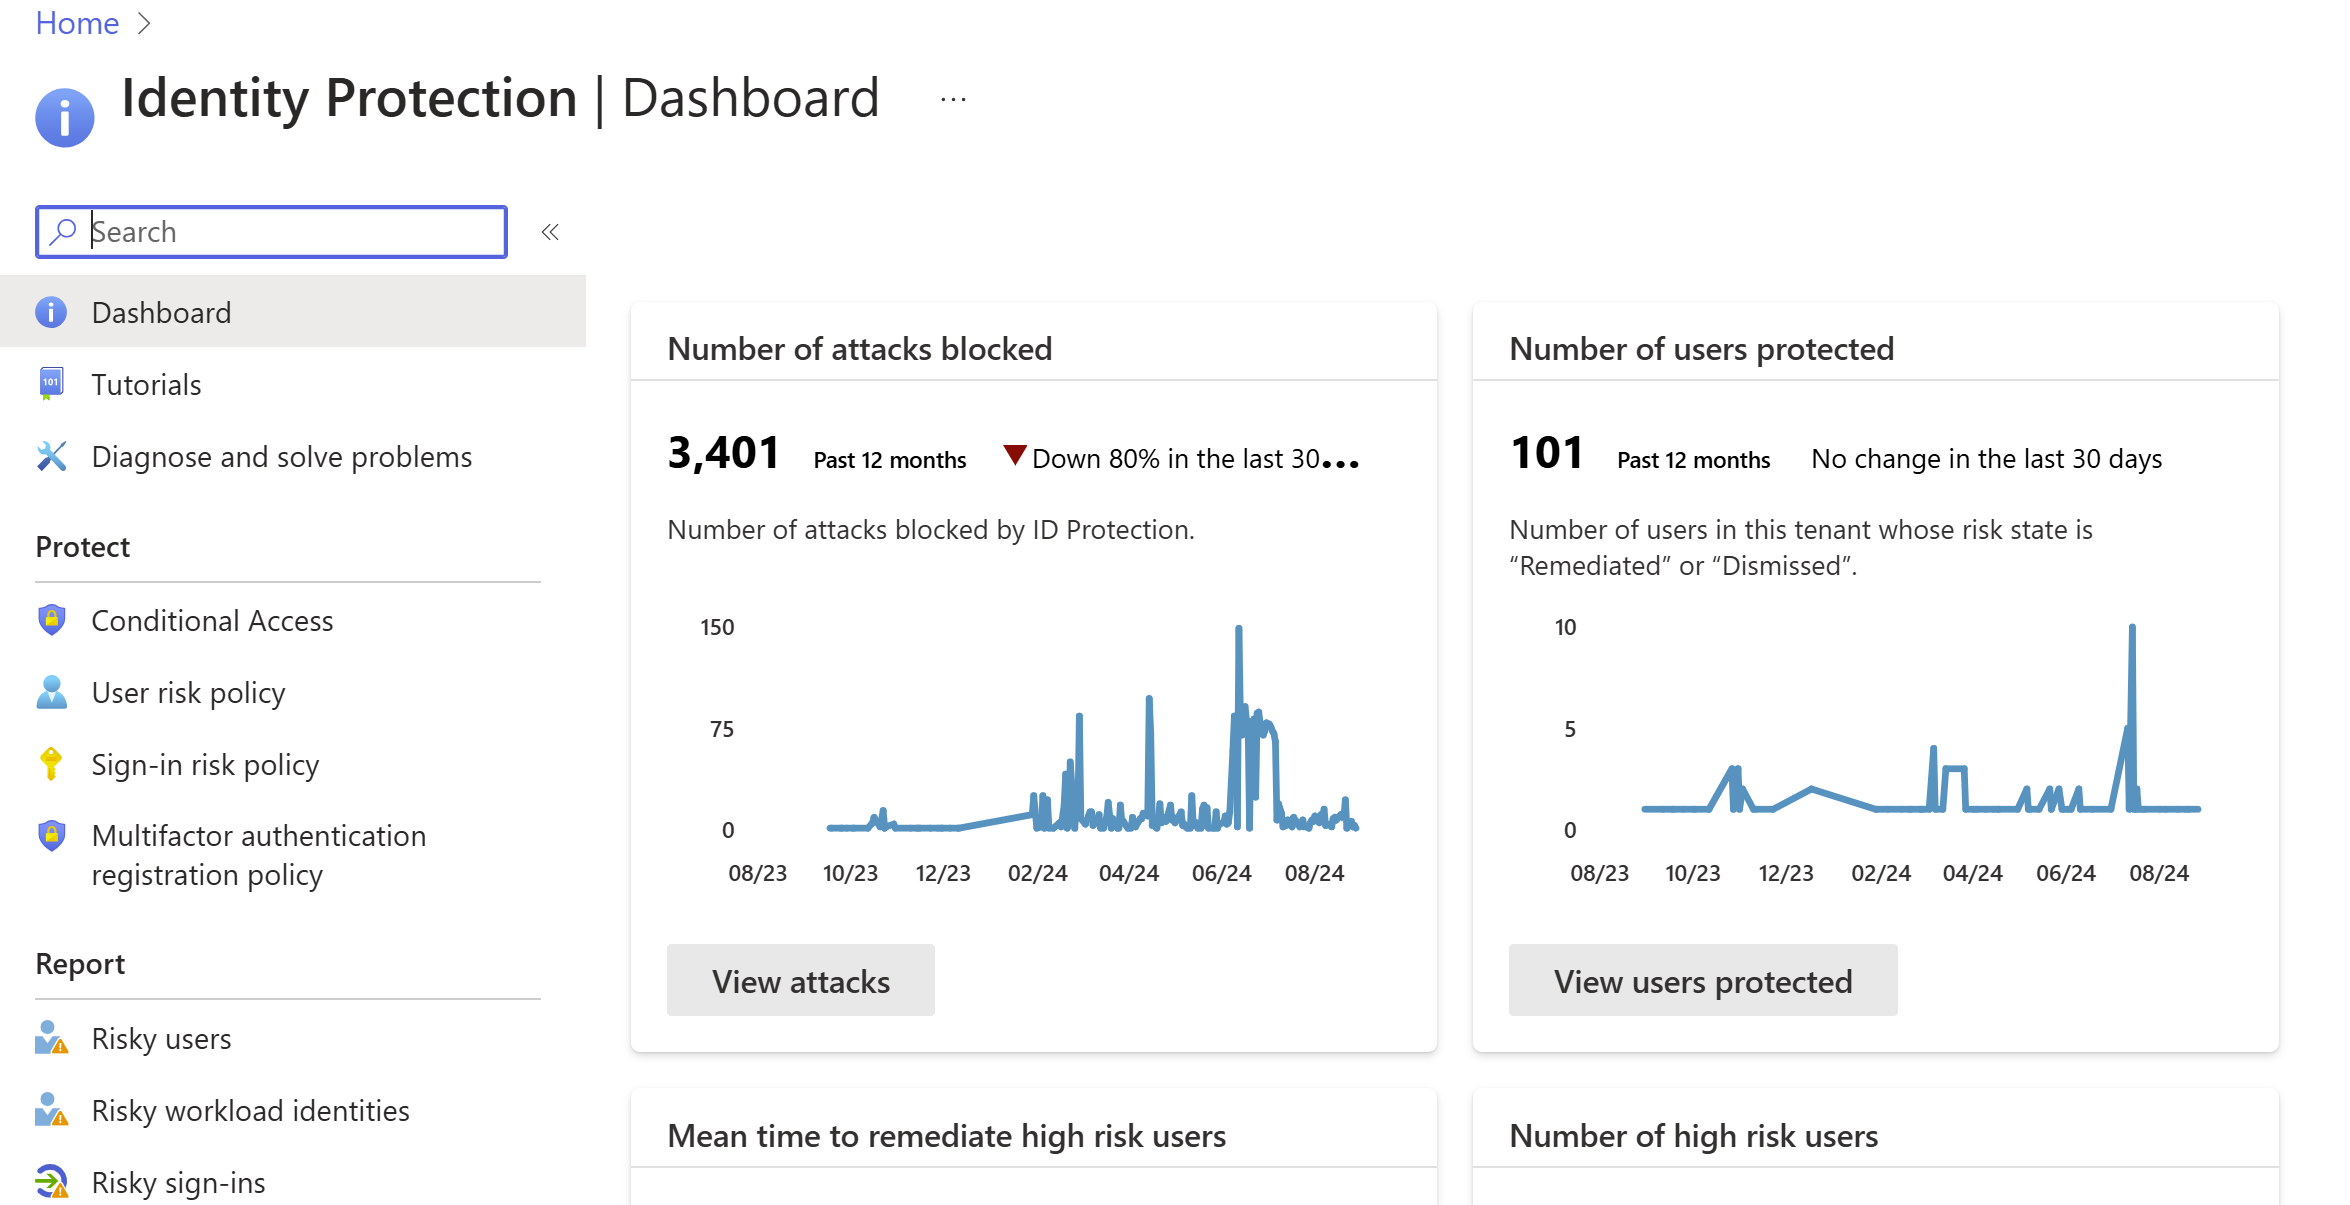 Home
Identity Protection | Dashboard ...
Search
Dashboard
101
Tutorials
Diagnose and solve problems
Protect
Conditional Access
User risk policy
Sign-in risk policy
Multifactor authentication
registration policy
Report
Risky users
Risky workload identities
Risky sign-ins
Number of attacks blocked
3,401 Past 12 months Down 80% in the last 30...
Number of attacks blocked by ID Protection.
150
75
0
08/23 10/23 12/23 02/24 04/24 06/24 08/24
View attacks
Number of users protected
101 Past 12 months No change in the last 30 days
Number of users in this tenant whose risk state is
“Remediated” or “Dismissed”.
10
5
0
08/23 10/23 12/23 02/24 04/24 06/24 08/24
View users protected
Mean time to remediate high risk users
Number of high risk users